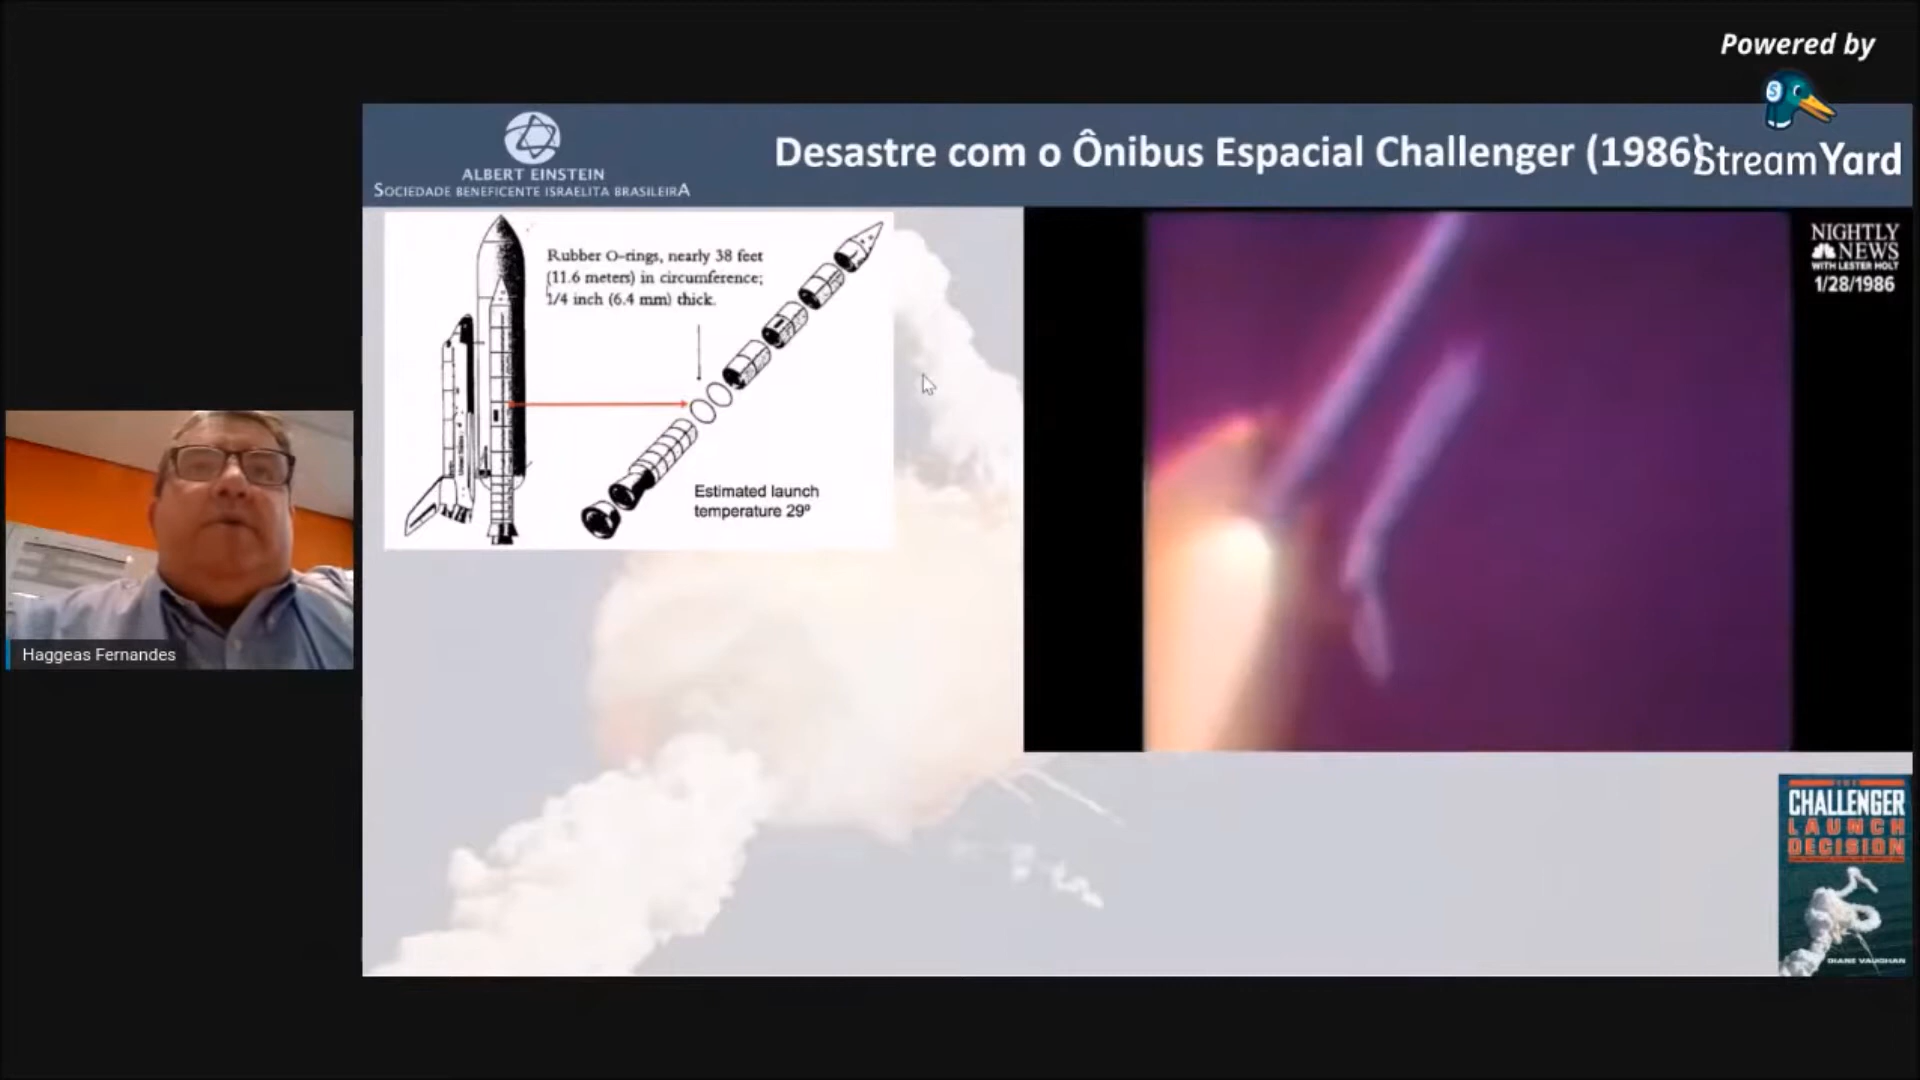 Powered by
StreamYard
ALBERT EINSTEIN
SOCIEDADE BENEFICENTE ISRAELITA BRASILEIRA
Desastre com o Ônibus Espacial Challenger (1986)
Rubber O-rings, nearly 38 feet
(11.6 meters) in circumference;
1/4 inch (6.4 mm) thick.
Estimated launch
temperature 29º
NIGHTLY
NEWS
WITH LESTER HOLT
1/28/1986
Haggeas Fernandes
THE
CHALLENGER
LAUNCH
DECISION
DIANE VAUGHAN